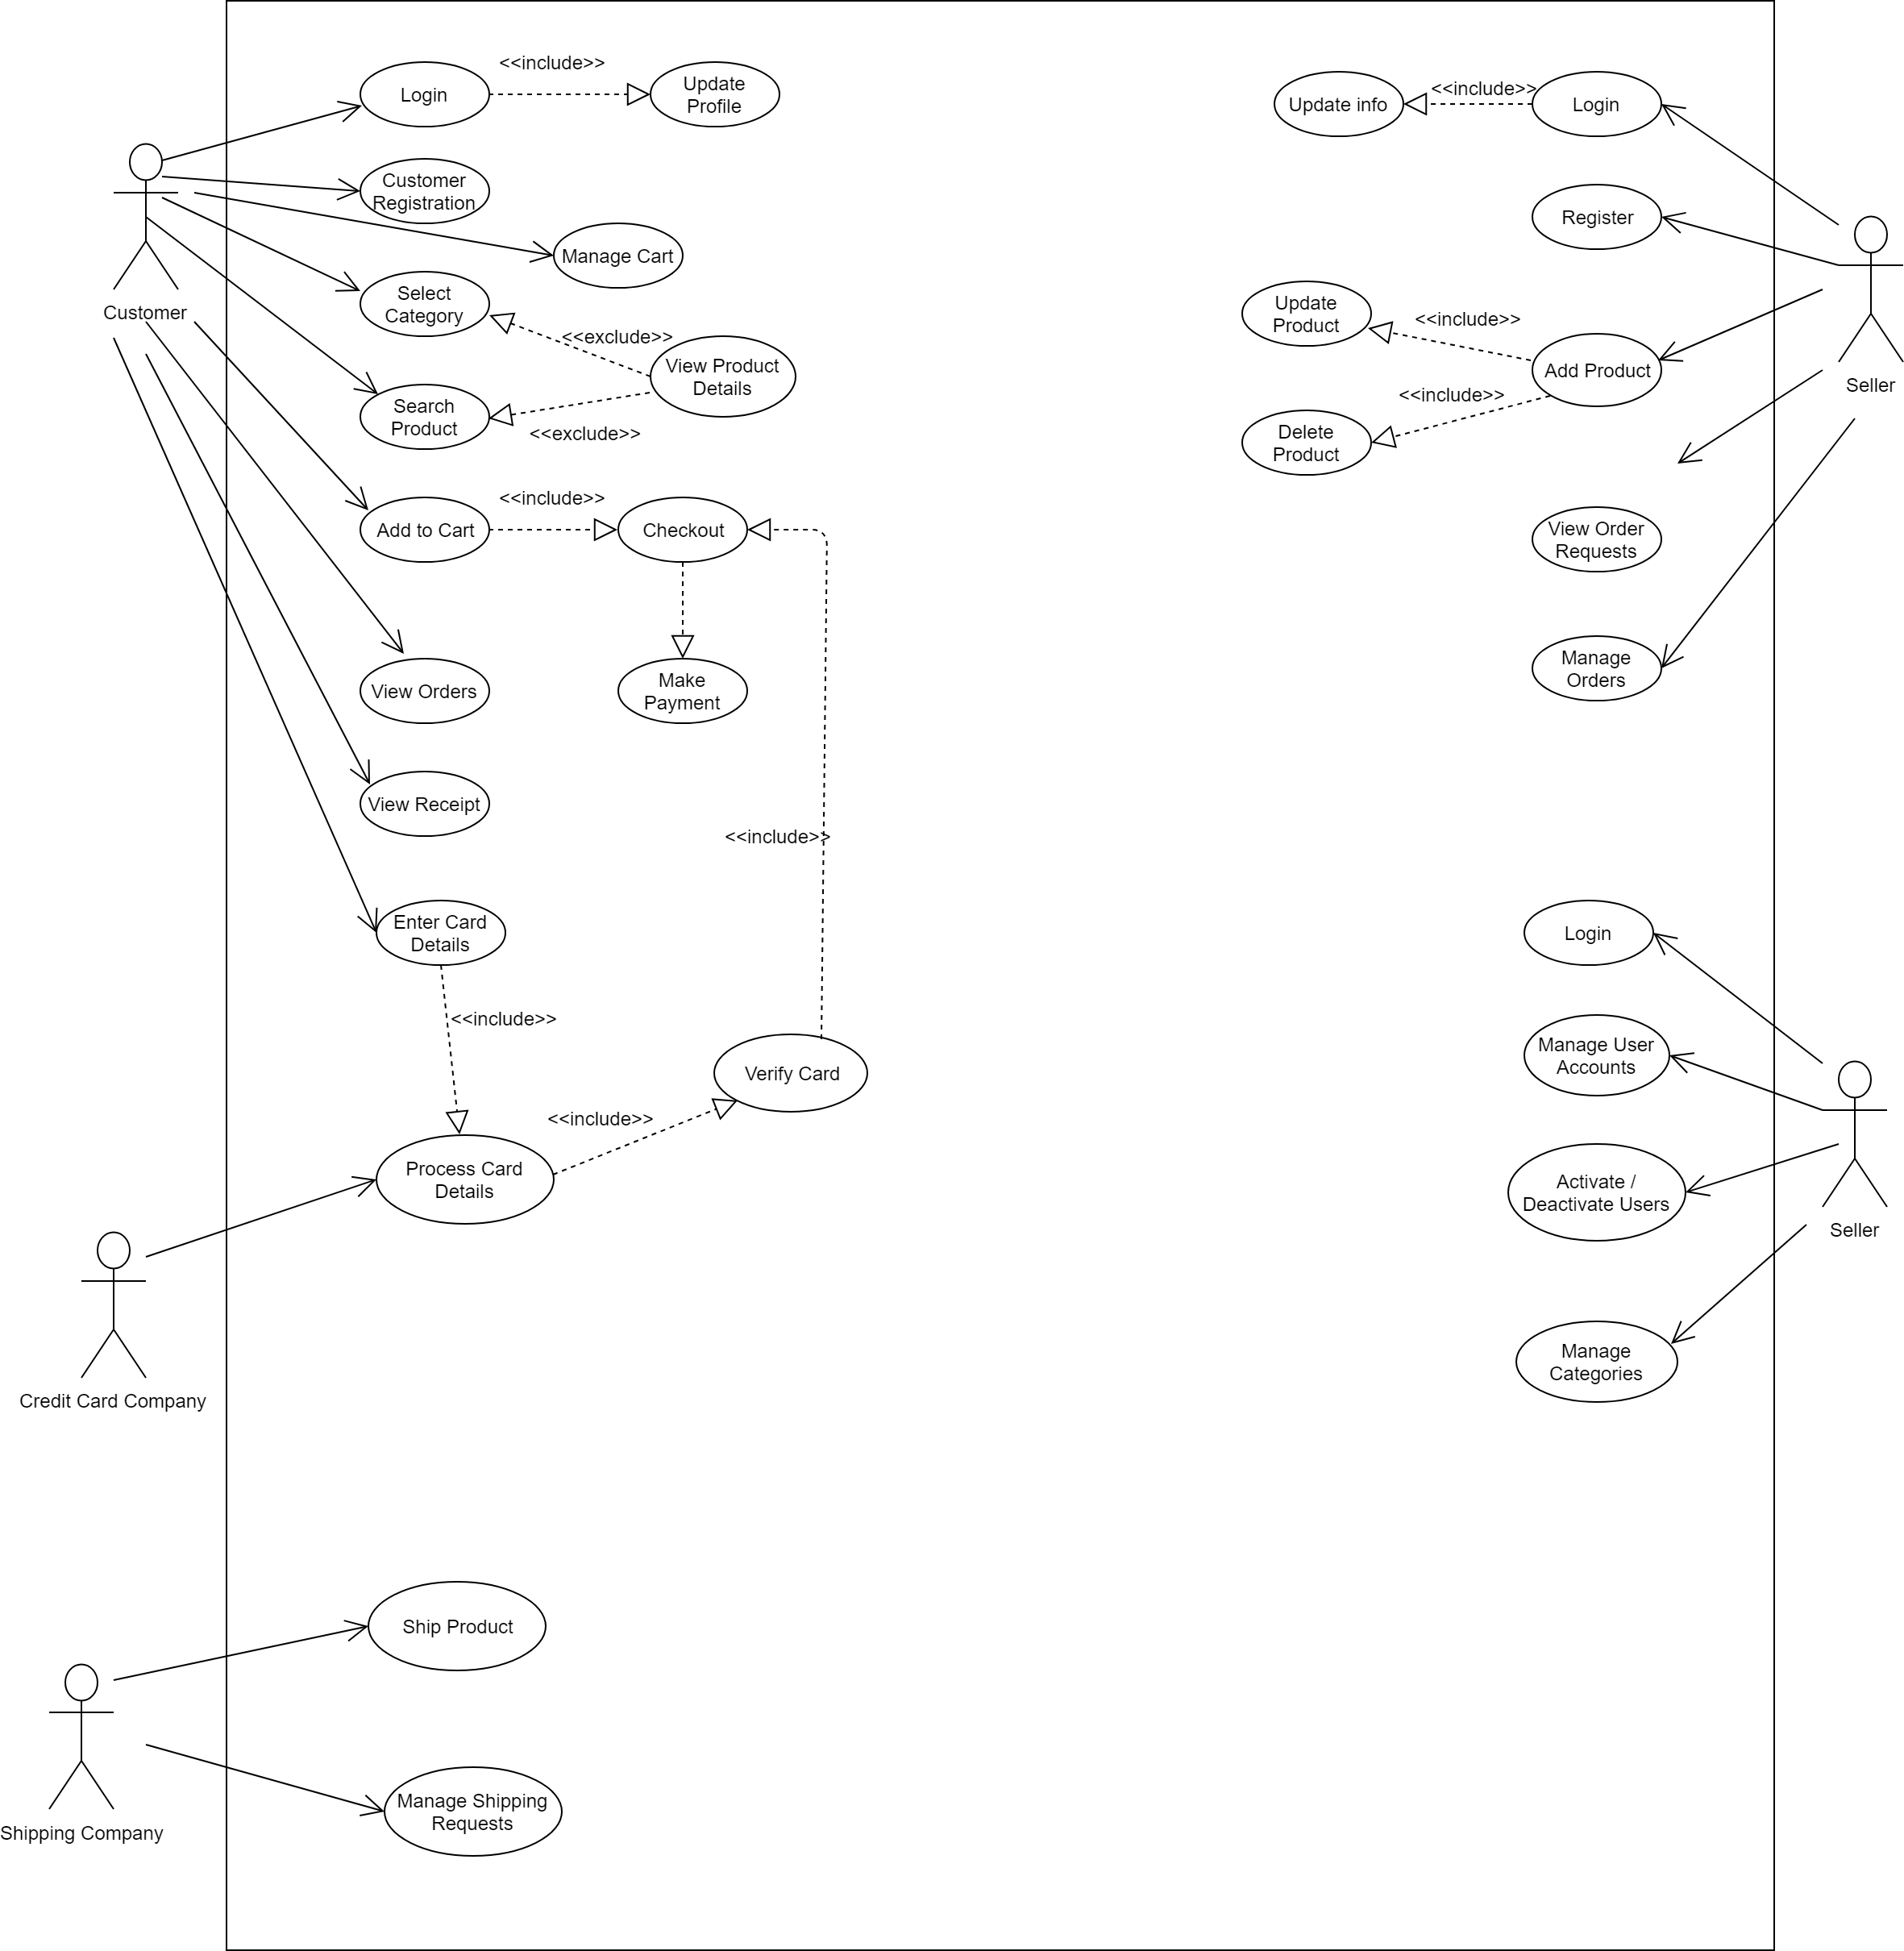 <<include>>
Login
Update
Profile
Customer
Registration
Manage Cart
Customer
Select
Category
<<exclude>>
View Product
Details
Search
Product
<<exclude>>
<<include>>
Add to Cart
Checkout
View Orders
Make
Payment
View Receipt
<<include>>
Enter Card
Details
<<include>>
Verify Card
<<include>>
Process Card
Details
Credit Card Company
Ship Product
Manage Shipping
Requests
Shipping Company
<<include>>
Update info
Login
Register
Update
Product
<<include>>
Add Product
Seller
<<include>>
Delete
Product
View Order
Requests
Manage
Orders
Login
Manage User
Accounts
Activate /
Deactivate Users
Seller
Manage
Categories